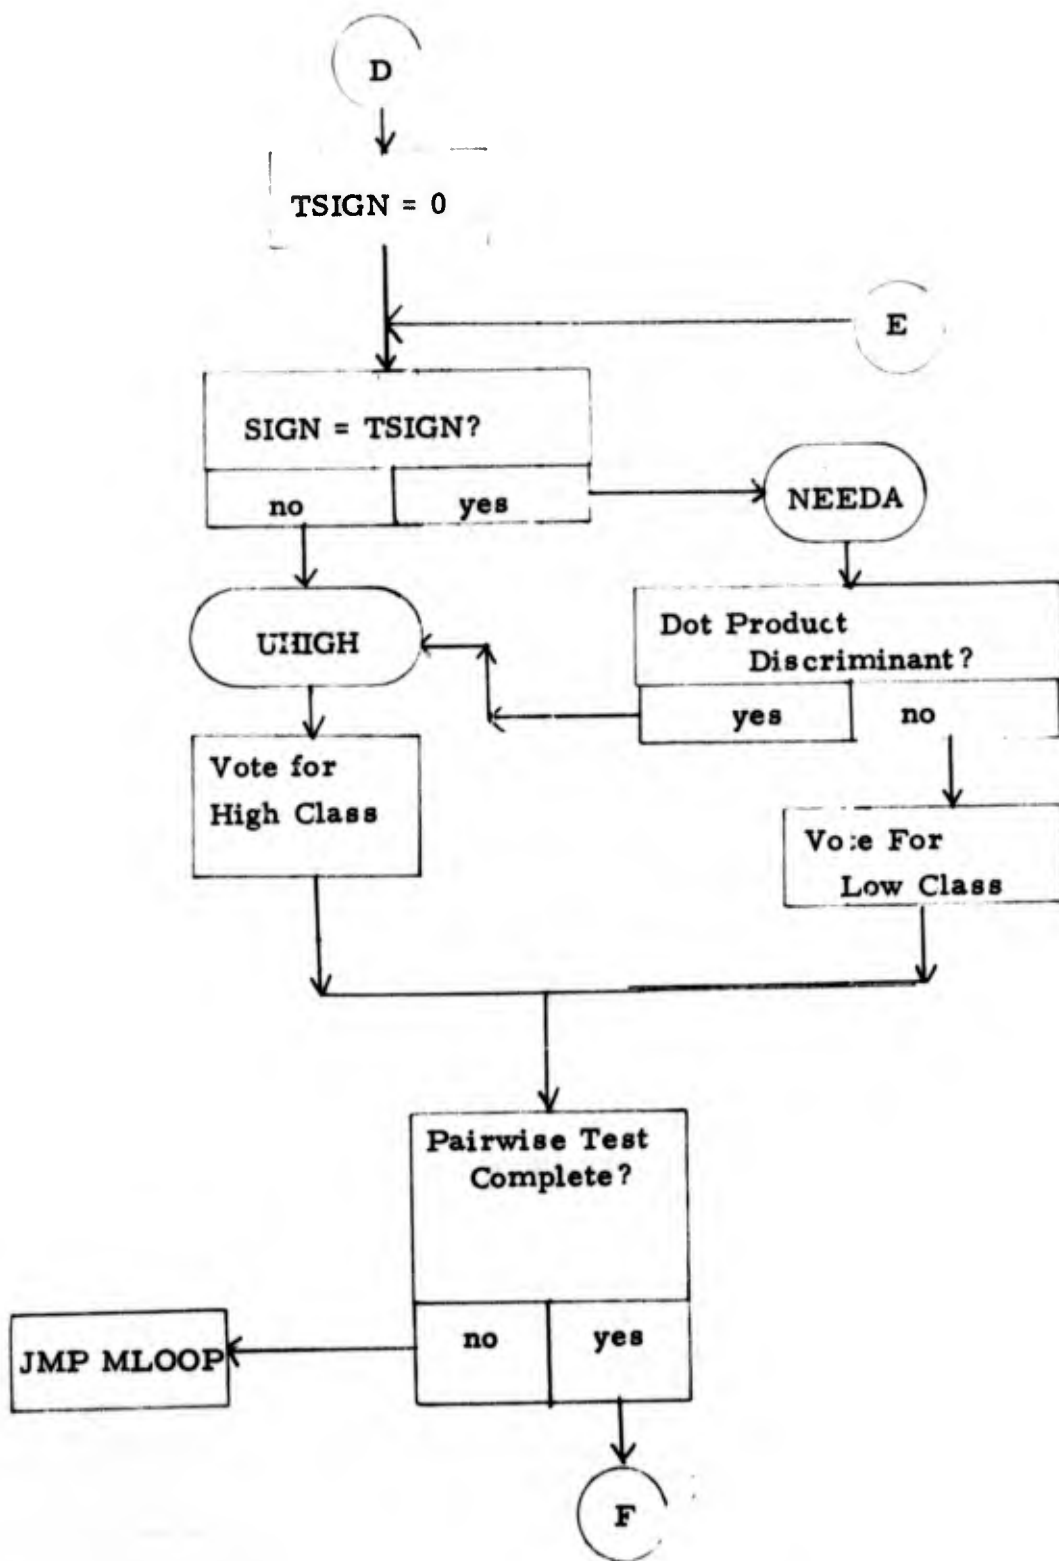 D
TSIGN = 0
E
SIGN = TSIGN?
no
yes
NEEDA
UHIGH
Dot Product
Discriminant?
yes
no
Vote for
High Class
Vote For
Low Class
Pairwise Test
Complete?
no
yes
JMP MLOOP
F